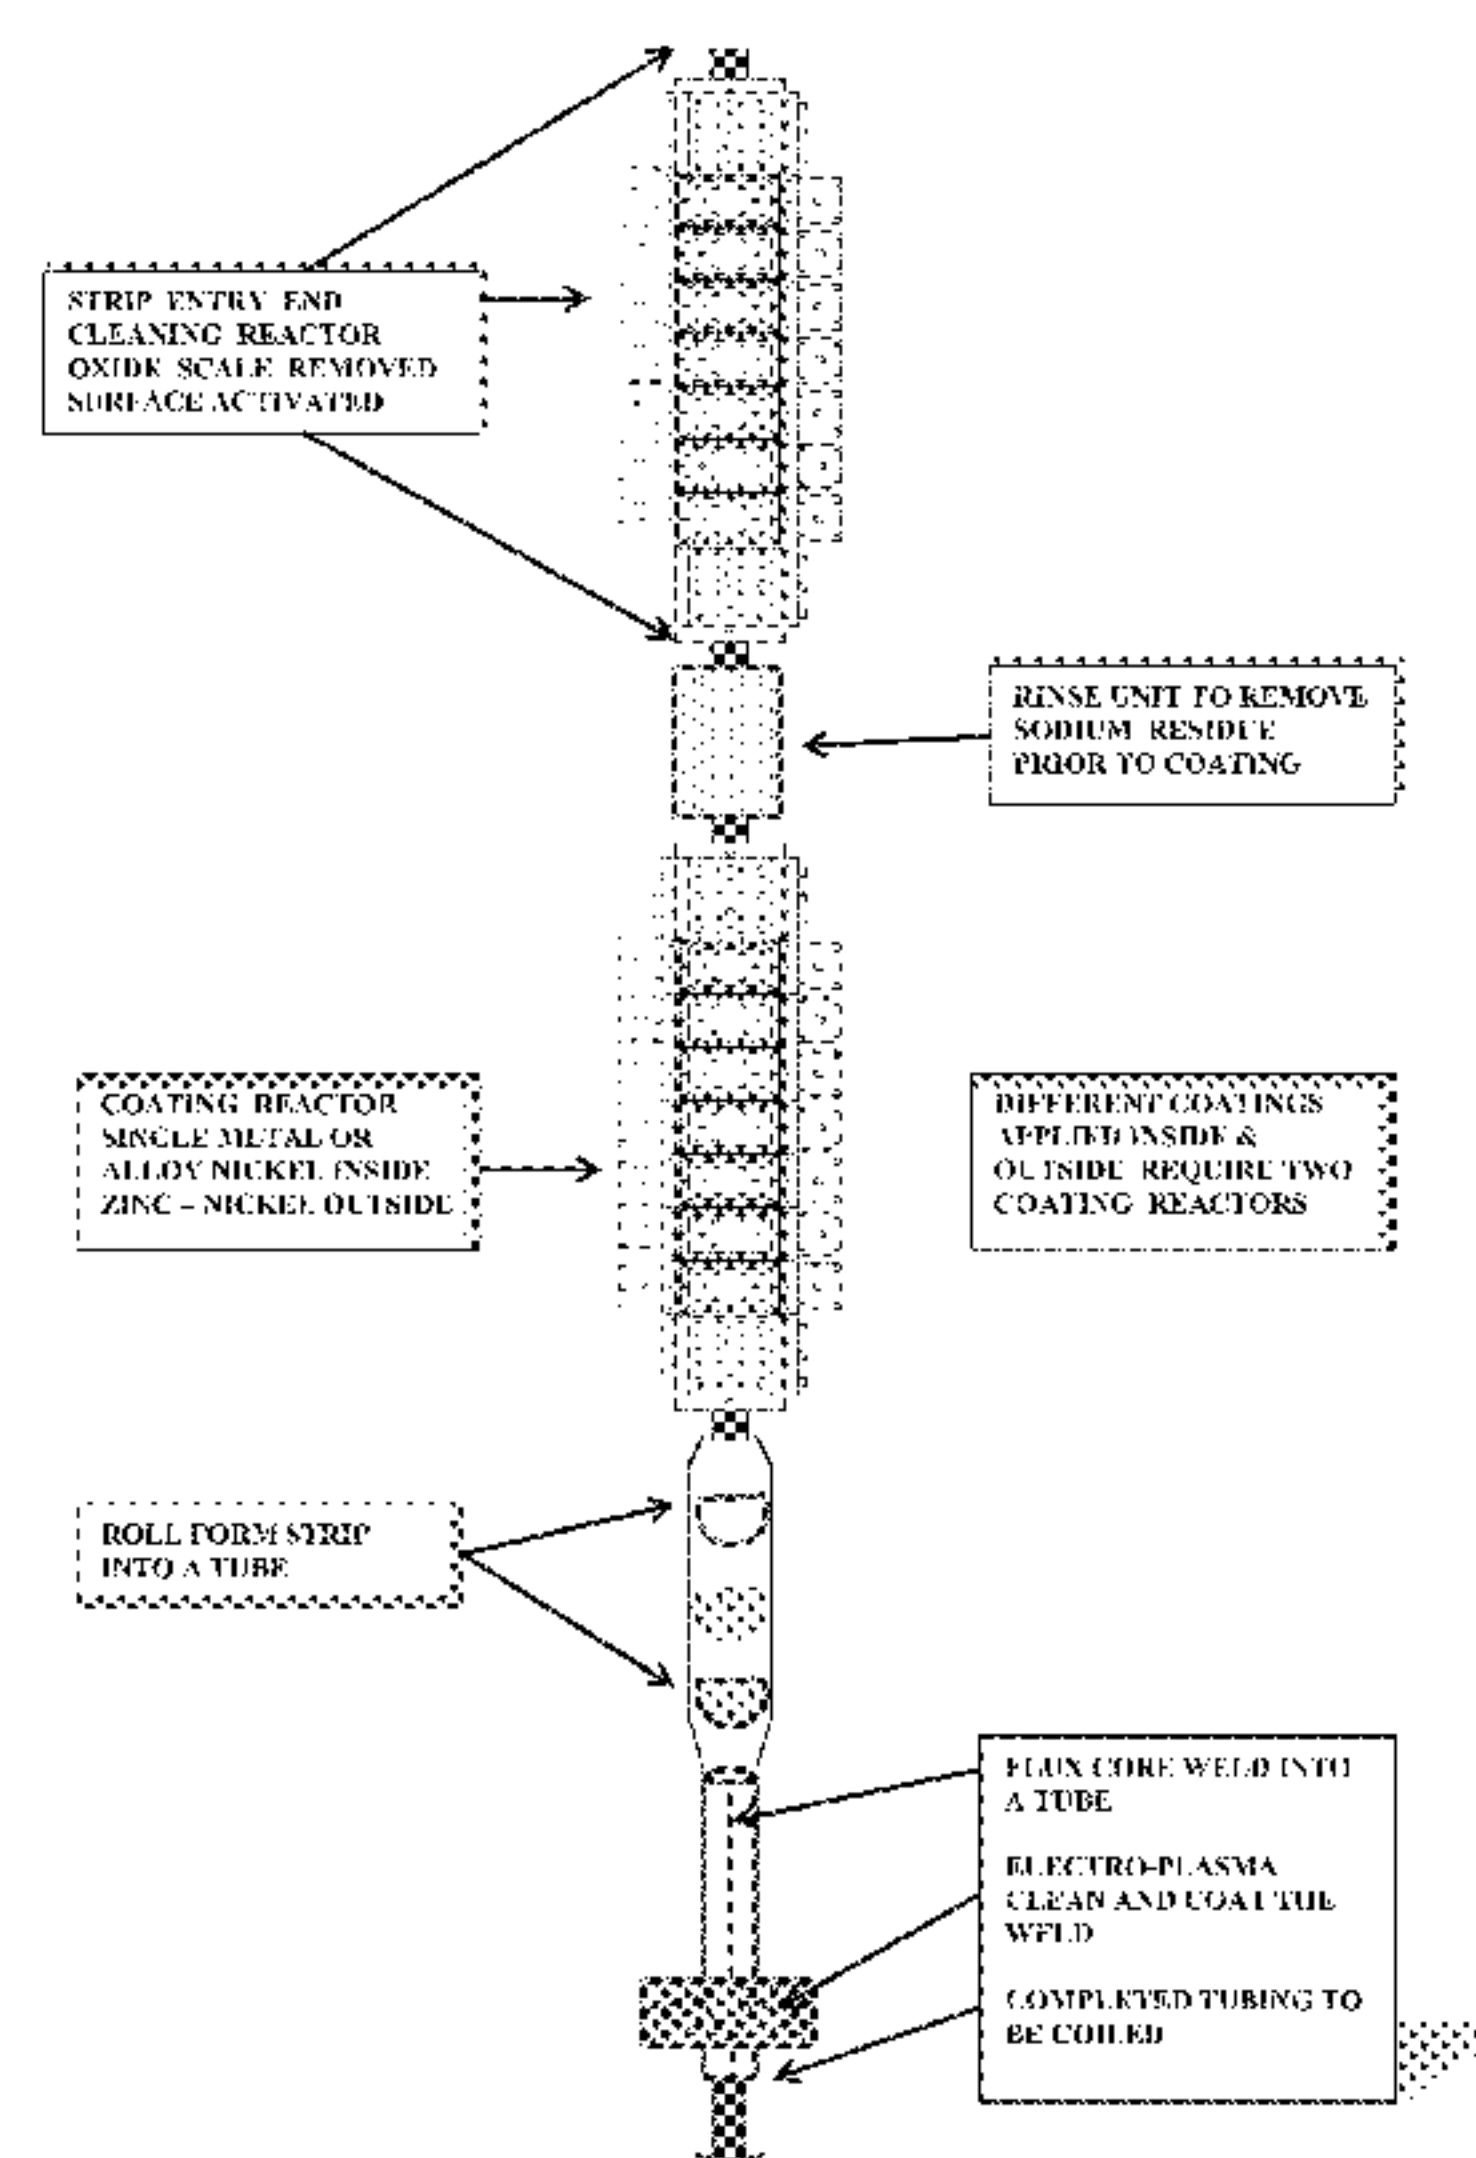 STRIP ENTRY END
CLEANING REACTOR
OXIDE SCALE REMOVED
SURFACE ACTIVATED
RINSE UNIT TO REMOVE
SODIUM RESIDUE
PRIOR TO COATING
COATING REACTOR
SINGLE METAL OR
ALLOY NICKEL INSIDE
ZINC – NICKEL OUTSIDE
DIFFERENT COATINGS
APPLIED INSIDE &
OUTSIDE REQUIRE TWO
COATING REACTORS
ROLL FORM STRIP
INTO A TUBE
FLUX CORE WELD INTO
A TUBE
ELECTRO-PLASMA
CLEAN AND COAT THE
WELD
COMPLETED TUBING TO
BE COILED